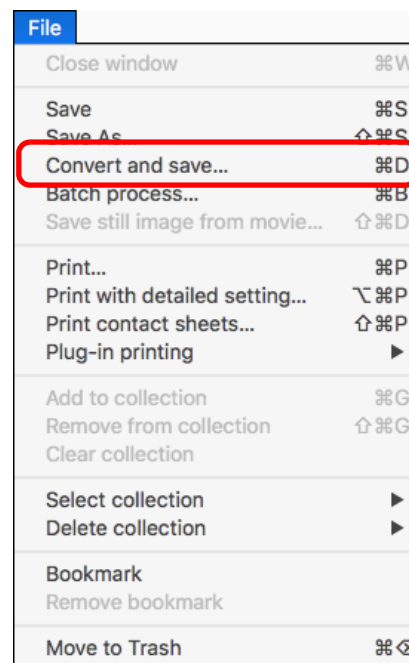 File
Close window ⌘W
Save ⌘S
Save As... ⇧⌘S
Convert and save... ⌘D
Batch process... ⌘B
Save still image from movie... ⇧⌘D
Print... ⌘P
Print with detailed setting... ⌥⌘P
Print contact sheets... ⇧⌘P
Plug-in printing ▶
Add to collection ⌘G
Remove from collection ⇧⌘G
Clear collection
Select collection ▶
Delete collection ▶
Bookmark
Remove bookmark
Move to Trash ⌘⌫